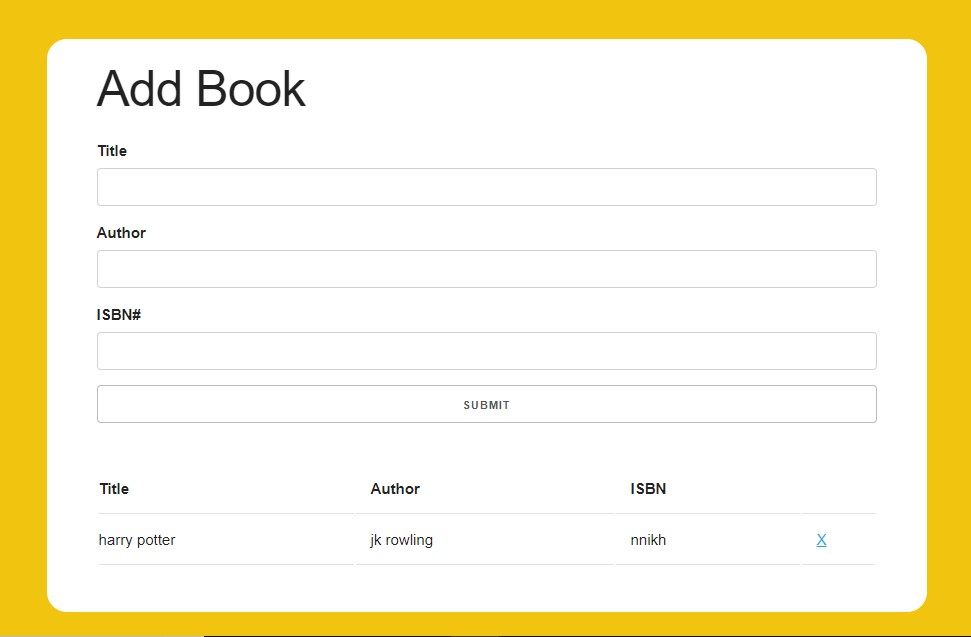 Add Book
Title
Author
ISBN#
SUBMIT
Title Author ISBN
harry potter jk rowling nnikh X